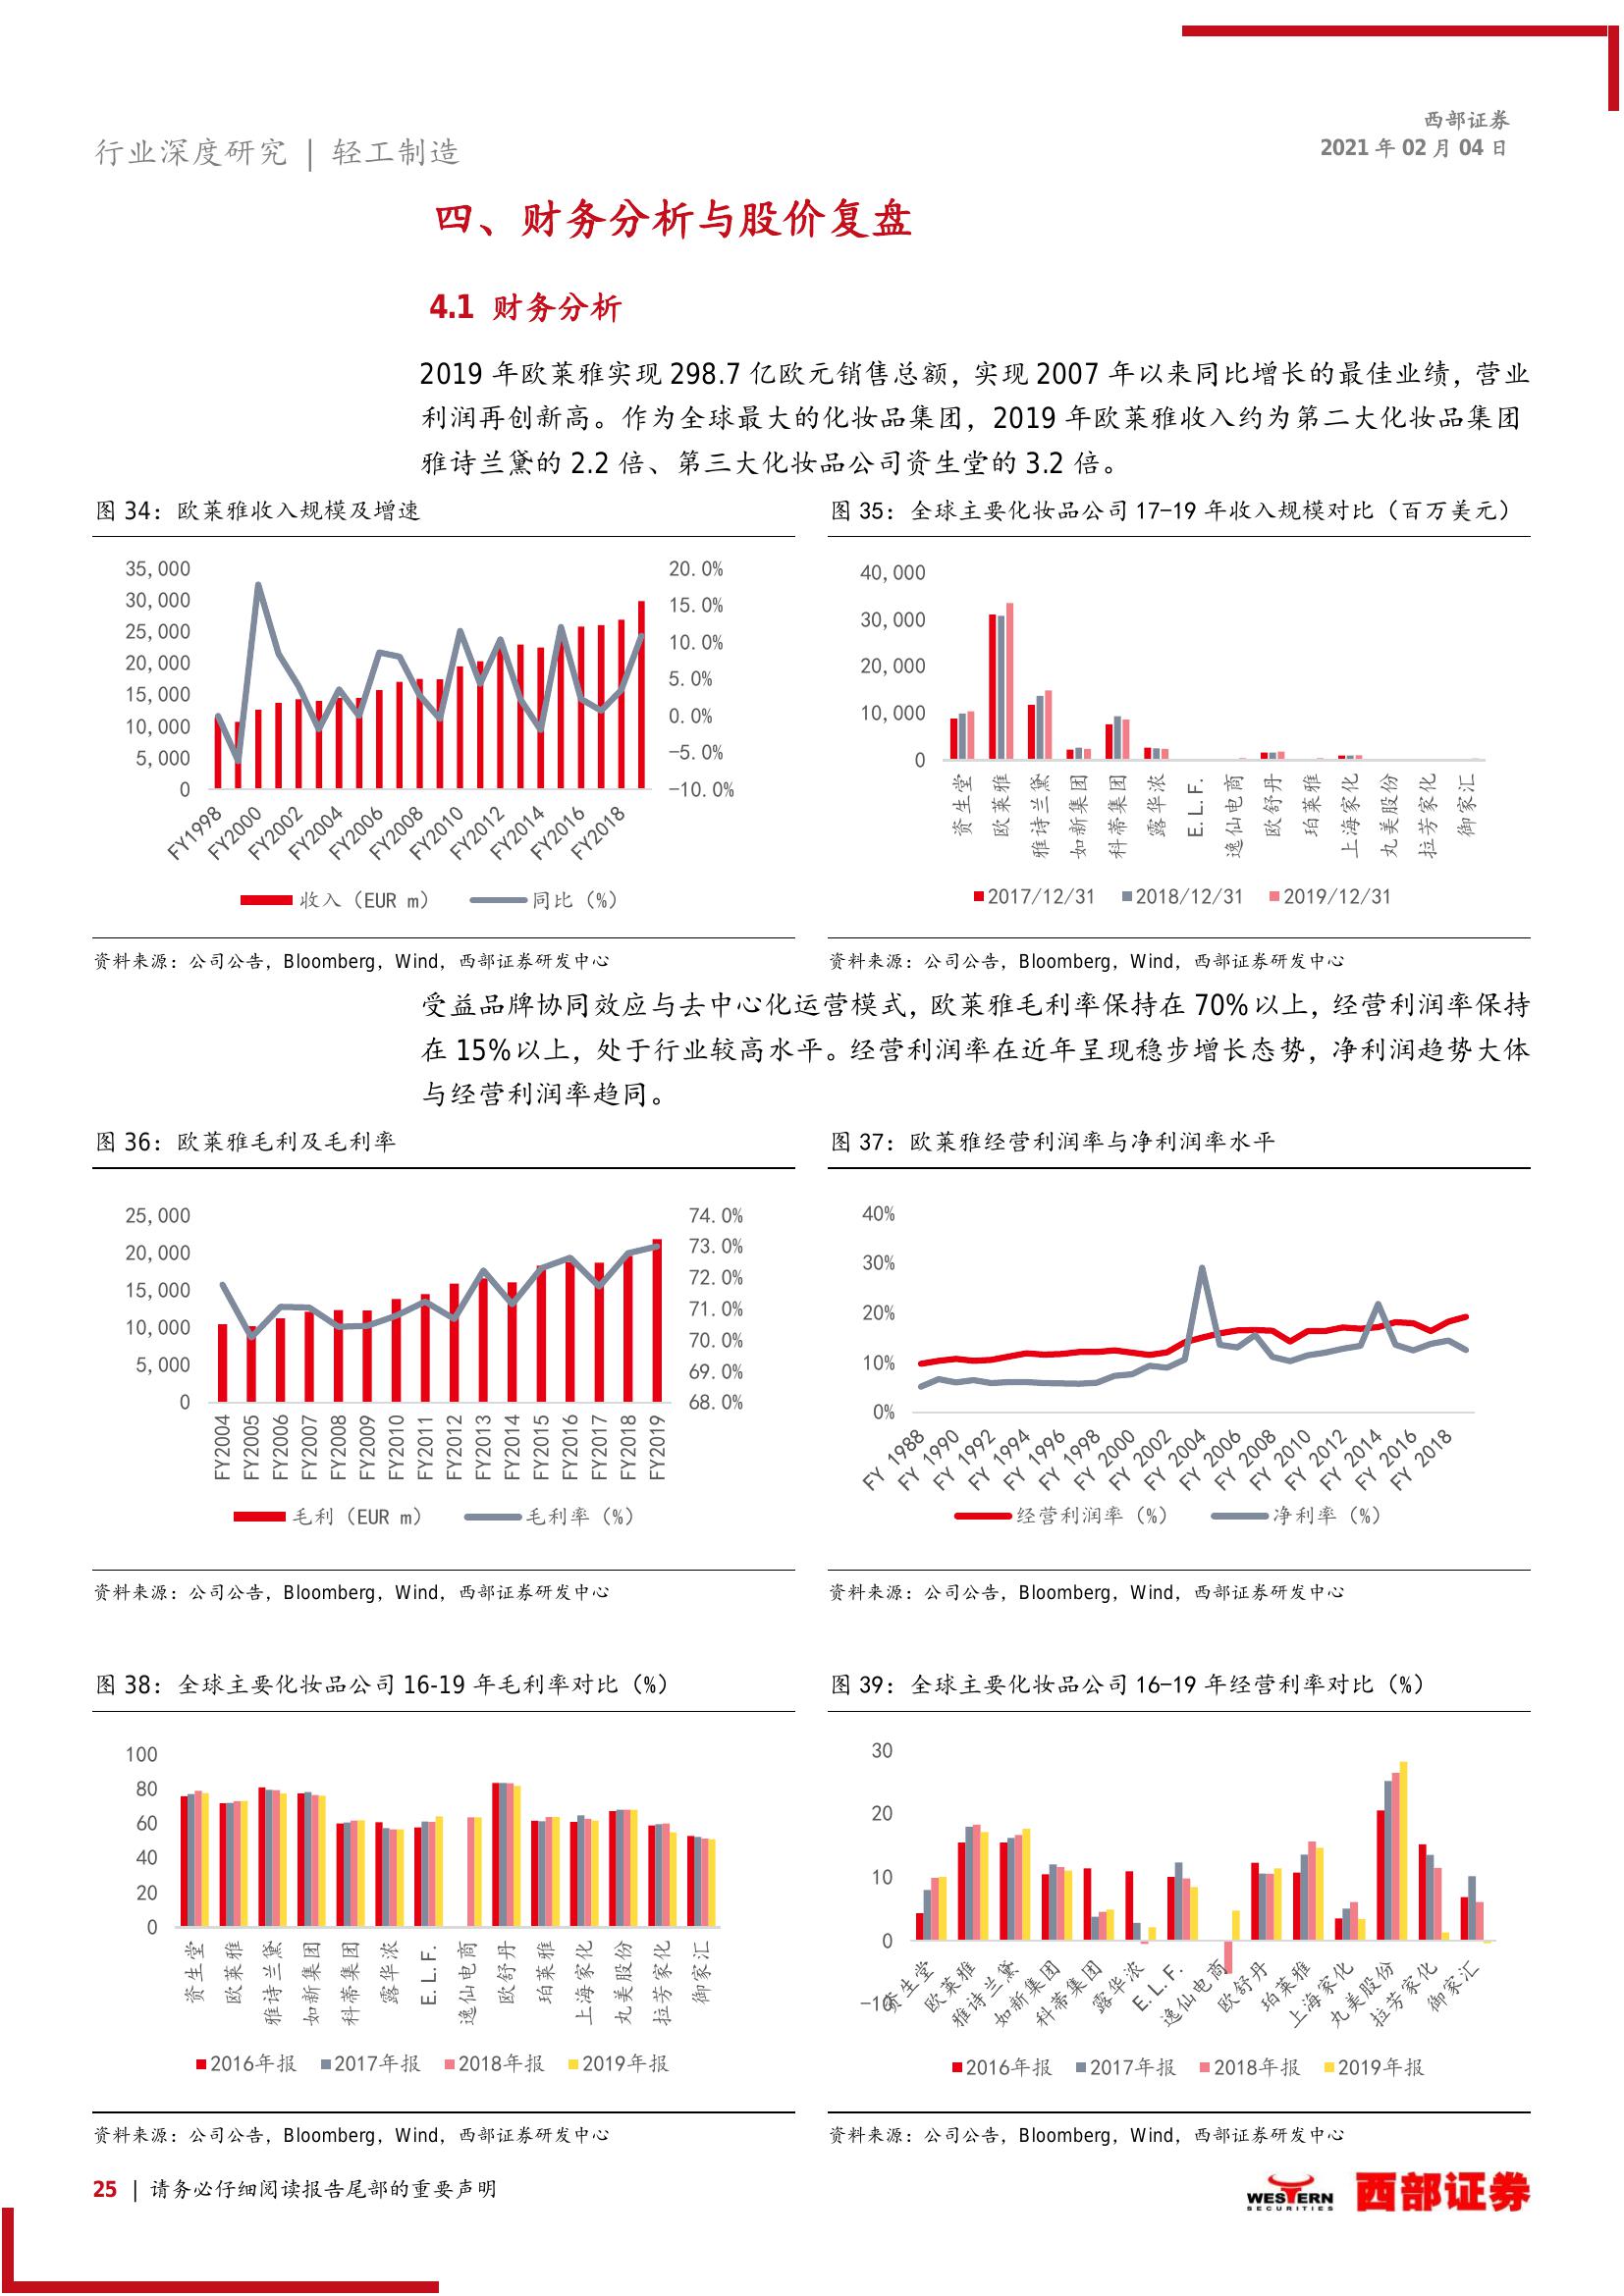 行业深度研究 | 轻工制造
西部证券
2021 年 02 月 04 日
四、财务分析与股价复盘
4.1 财务分析
2019 年欧莱雅实现 298.7 亿欧元销售总额，实现 2007 年以来同比增长的最佳业绩，营业
利润再创新高。作为全球最大的化妆品集团，2019 年欧莱雅收入约为第二大化妆品集团
雅诗兰黛的 2.2 倍、第三大化妆品公司资生堂的 3.2 倍。
图 34：欧莱雅收入规模及增速
35,000
30,000
25,000
20,000
15,000
10,000
5,000
0
20.0%
15.0%
10.0%
5.0%
0.0%
-5.0%
-10.0%
FY1998
FY2000
FY2002
FY2004
FY2006
FY2008
FY2010
FY2012
FY2014
FY2016
FY2018
收入（EUR m）
同比（%）
资料来源：公司公告，Bloomberg，Wind，西部证券研发中心
图 35：全球主要化妆品公司 17-19 年收入规模对比（百万美元）
40,000
30,000
20,000
10,000
0
资生堂
欧莱雅
雅诗兰黛
如新集团
科蒂集团
露华浓
E.L.F.
逸仙电商
欧舒丹
珀莱雅
上海家化
丸美股份
拉芳家化
御家汇
2017/12/31
2018/12/31
2019/12/31
资料来源：公司公告，Bloomberg，Wind，西部证券研发中心
受益品牌协同效应与去中心化运营模式，欧莱雅毛利率保持在 70%以上，经营利润率保持
在 15%以上，处于行业较高水平。经营利润率在近年呈现稳步增长态势，净利润趋势大体
与经营利润率趋同。
图 36：欧莱雅毛利及毛利率
25,000
20,000
15,000
10,000
5,000
0
74.0%
73.0%
72.0%
71.0%
70.0%
69.0%
68.0%
FY2004
FY2005
FY2006
FY2007
FY2008
FY2009
FY2010
FY2011
FY2012
FY2013
FY2014
FY2015
FY2016
FY2017
FY2018
FY2019
毛利（EUR m）
毛利率（%）
资料来源：公司公告，Bloomberg，Wind，西部证券研发中心
图 37：欧莱雅经营利润率与净利润率水平
40%
30%
20%
10%
0%
FY 1988
FY 1990
FY 1992
FY 1994
FY 1996
FY 1998
FY 2000
FY 2002
FY 2004
FY 2006
FY 2008
FY 2010
FY 2012
FY 2014
FY 2016
FY 2018
经营利润率（%）
净利率（%）
资料来源：公司公告，Bloomberg，Wind，西部证券研发中心
图 38：全球主要化妆品公司 16-19 年毛利率对比（%）
100
80
60
40
20
0
资生堂
欧莱雅
雅诗兰黛
如新集团
科蒂集团
露华浓
E.L.F.
逸仙电商
欧舒丹
珀莱雅
上海家化
丸美股份
拉芳家化
御家汇
2016年报
2017年报
2018年报
2019年报
资料来源：公司公告，Bloomberg，Wind，西部证券研发中心
图 39：全球主要化妆品公司 16-19 年经营利率对比（%）
30
20
10
0
-10
资生堂
欧莱雅
雅诗兰黛
如新集团
科蒂集团
露华浓
E.L.F.
逸仙电商
欧舒丹
珀莱雅
上海家化
丸美股份
拉芳家化
御家汇
2016年报
2017年报
2018年报
2019年报
资料来源：公司公告，Bloomberg，Wind，西部证券研发中心
25 | 请务必仔细阅读报告尾部的重要声明
WESTERN
SECURITIES
西部证券